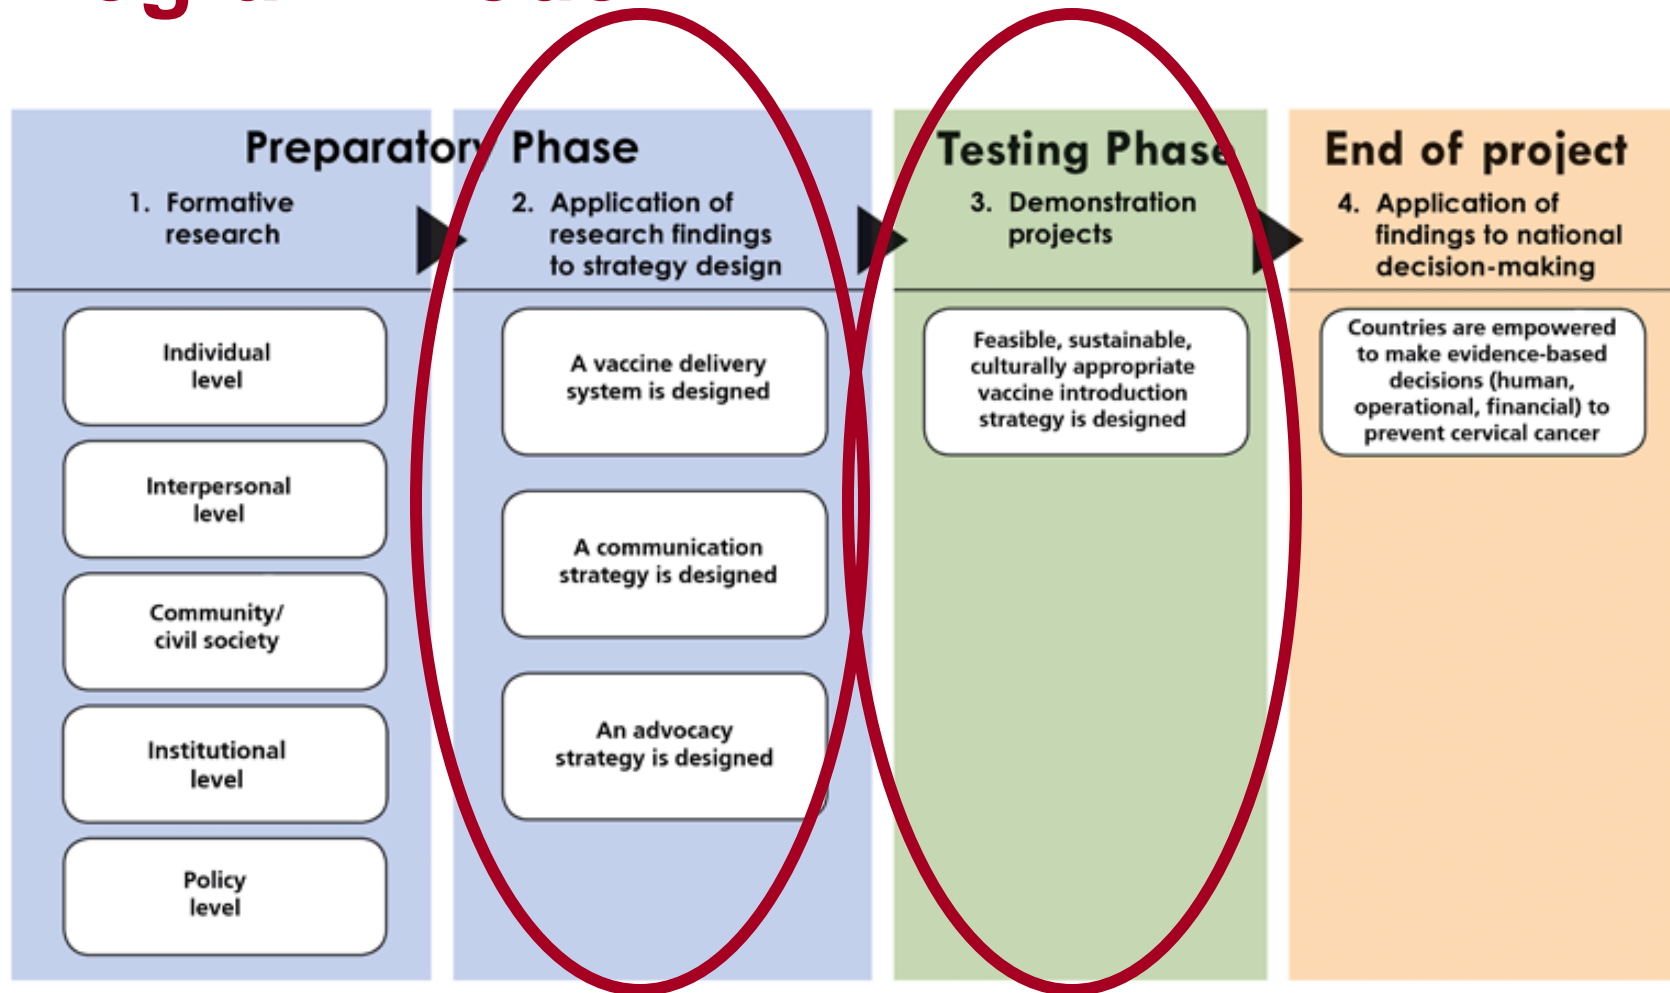 Preparatory Phase
1. Formative
research
Individual
level
Interpersonal
level
Community/
civil society
Institutional
level
Policy
level
2. Application of
research findings
to strategy design
A vaccine delivery
system is designed
A communication
strategy is designed
An advocacy
strategy is designed
Testing Phase
3. Demonstration
projects
Feasible, sustainable,
culturally appropriate
vaccine introduction
strategy is designed
End of project
4. Application of
findings to national
decision-making
Countries are empowered
to make evidence-based
decisions (human,
operational, financial) to
prevent cervical cancer